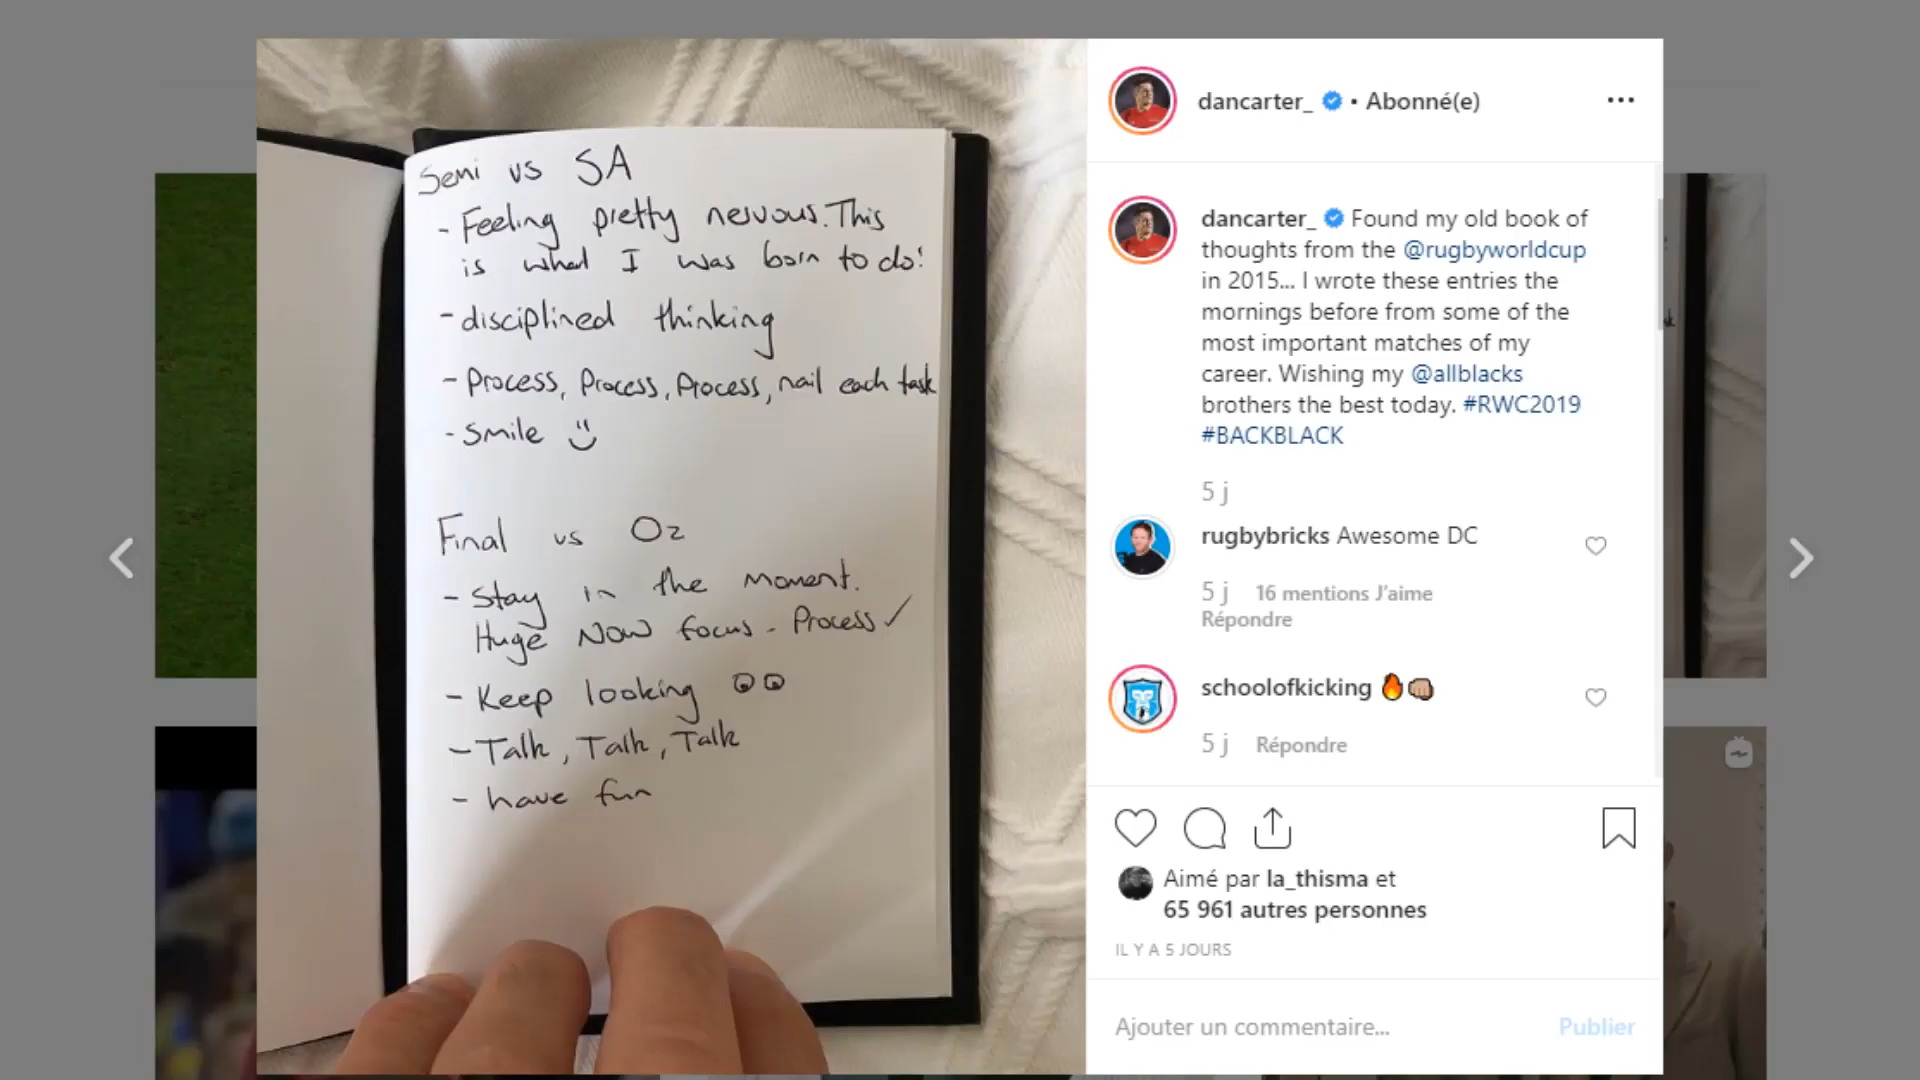 Semi vs SA
- Feeling pretty nervous. This
is what I was born to do!
- disciplined thinking
- Process, Process, Process, nail each task
- Smile
Final vs Oz
- Stay in the moment.
Huge NOW focus - Process ✓
- Keep looking
- Talk, Talk, Talk
- have fun
dancarter_ • Abonné(e)
dancarter_ Found my old book of
thoughts from the @rugbyworldcup
in 2015... I wrote these entries the
mornings before from some of the
most important matches of my
career. Wishing my @allblacks
brothers the best today. #RWC2019
#BACKBLACK
5 j
rugbybricks Awesome DC
5 j 16 mentions J'aime
Répondre
schoolofkicking 🔥👊🏼
5 j Répondre
Aimé par la_thisma et
65 961 autres personnes
IL Y A 5 JOURS
Ajouter un commentaire... Publier